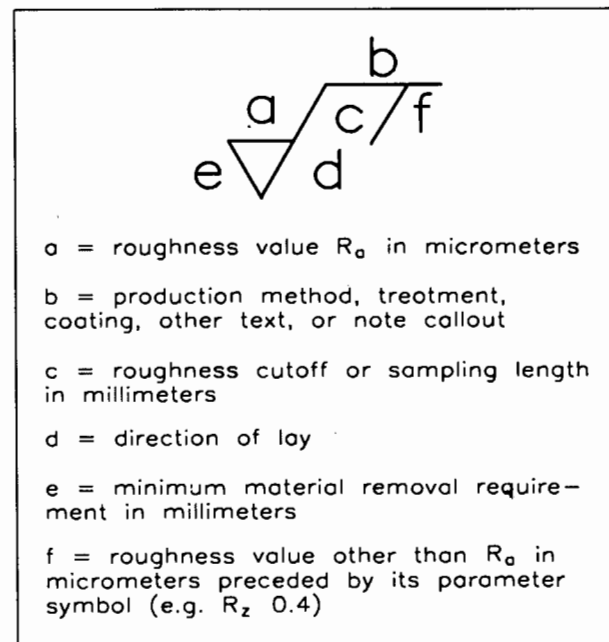 b
a c f
e d
a = roughness value Ra in micrometers
b = production method, treotment,
coating, other text, or note callout
c = roughness cutoff or sampling length
in millimeters
d = direction of lay
e = minimum material removal require–
ment in millimeters
f = roughness value other than Ra in
micrometers preceded by its parameter
symbol (e.g. Rz 0.4)